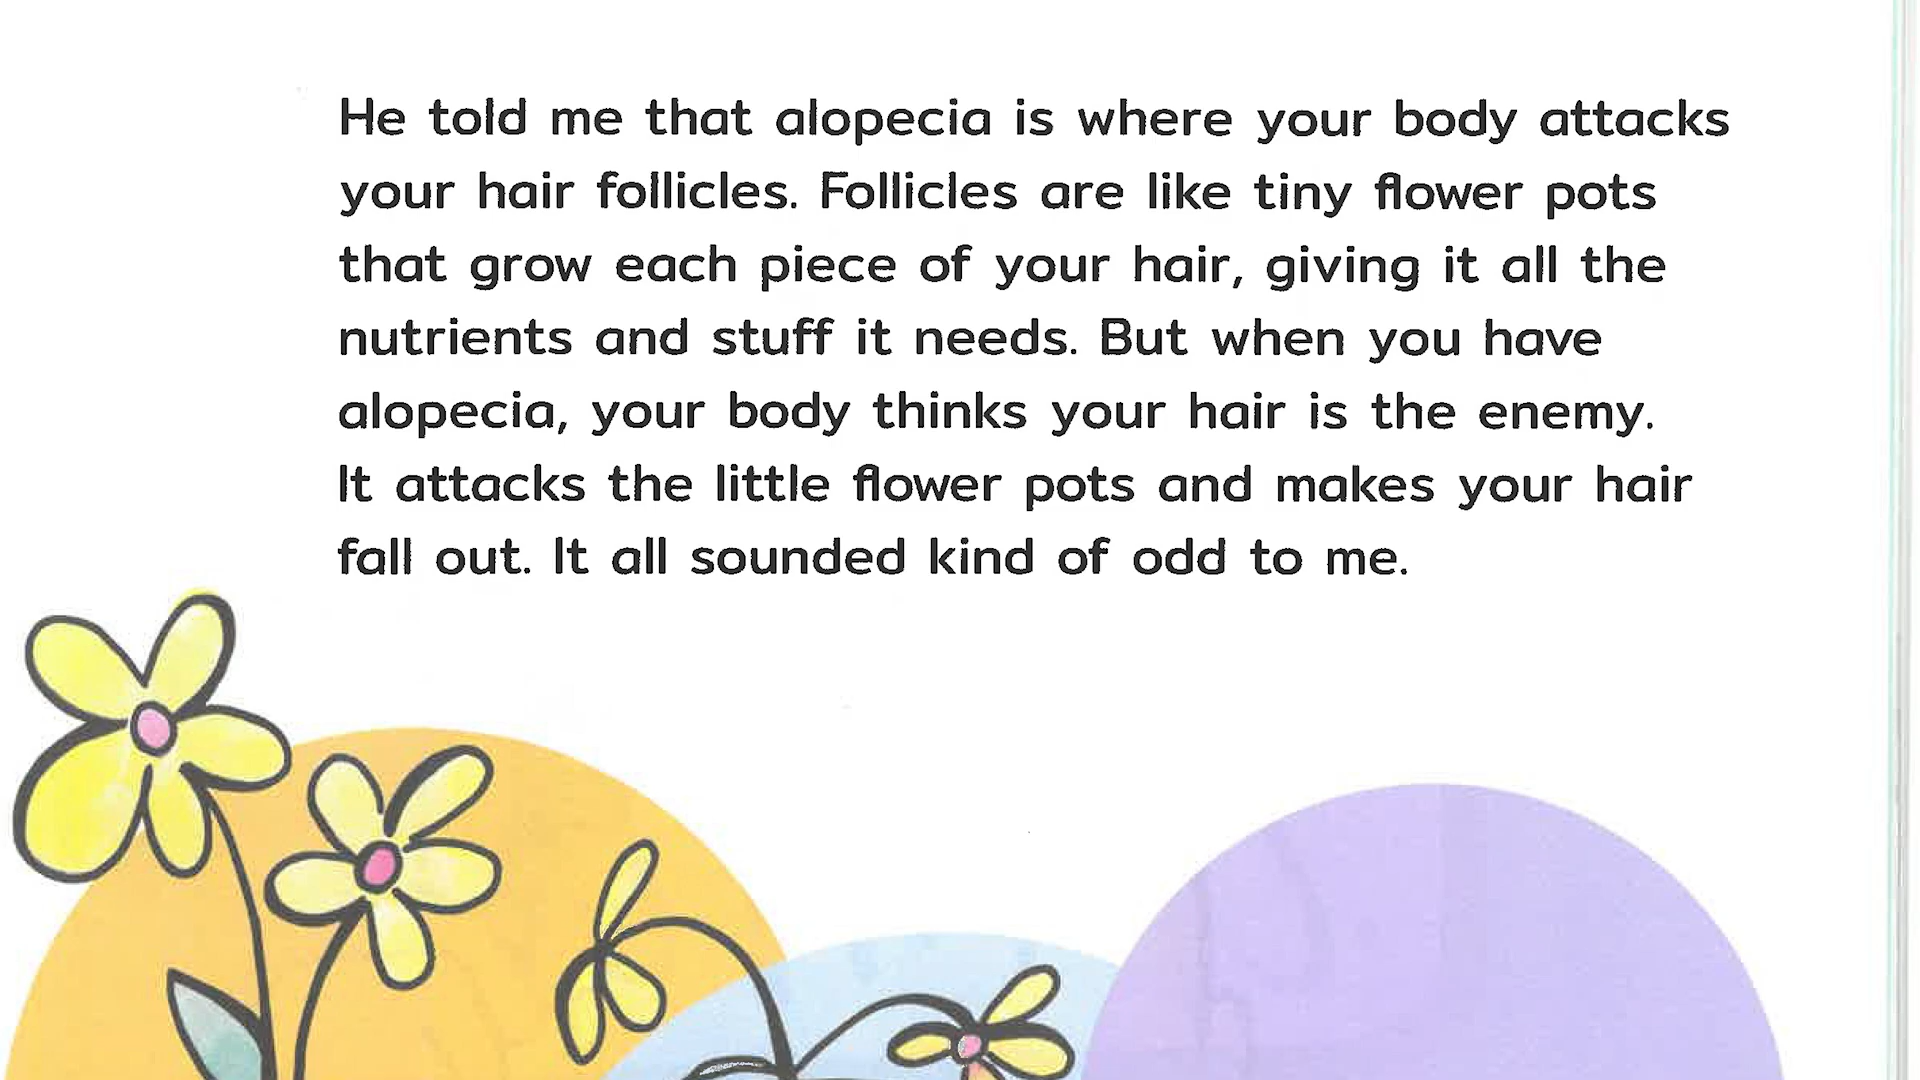 He told me that alopecia is where your body attacks
your hair follicles. Follicles are like tiny flower pots
that grow each piece of your hair, giving it all the
nutrients and stuff it needs. But when you have
alopecia, your body thinks your hair is the enemy.
It attacks the little flower pots and makes your hair
fall out. It all sounded kind of odd to me.